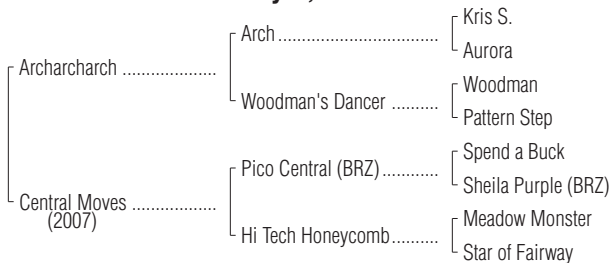 Kris S.
Arch
Aurora
Archarcharch
Woodman
Woodman's Dancer
Pattern Step
Spend a Buck
Pico Central (BRZ)
Sheila Purple (BRZ)
Central Moves
(2007)
Meadow Monster
Hi Tech Honeycomb
Star of Fairway